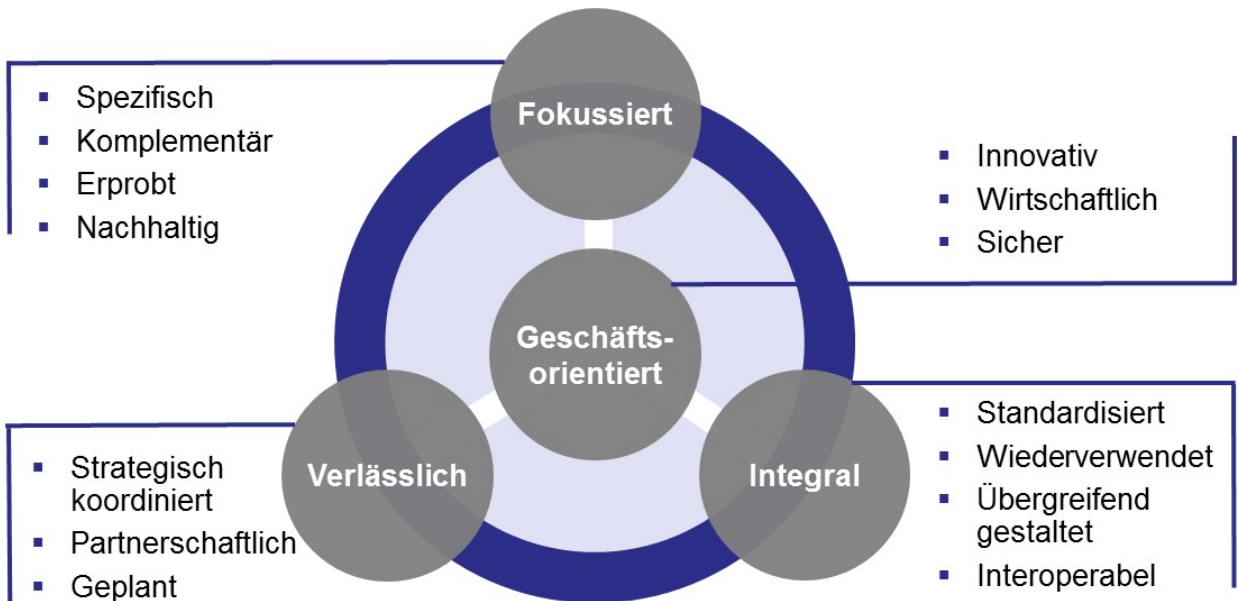 Fokussiert
Spezifisch
Komplementär
Erprobt
Nachhaltig
Innovativ
Wirtschaftlich
Sicher
Geschäfts-
orientiert
Verlässlich
Strategisch
koordiniert
Partnerschaftlich
Geplant
Integral
Standardisiert
Wiederverwendet
Übergreifend
gestaltet
Interoperabel